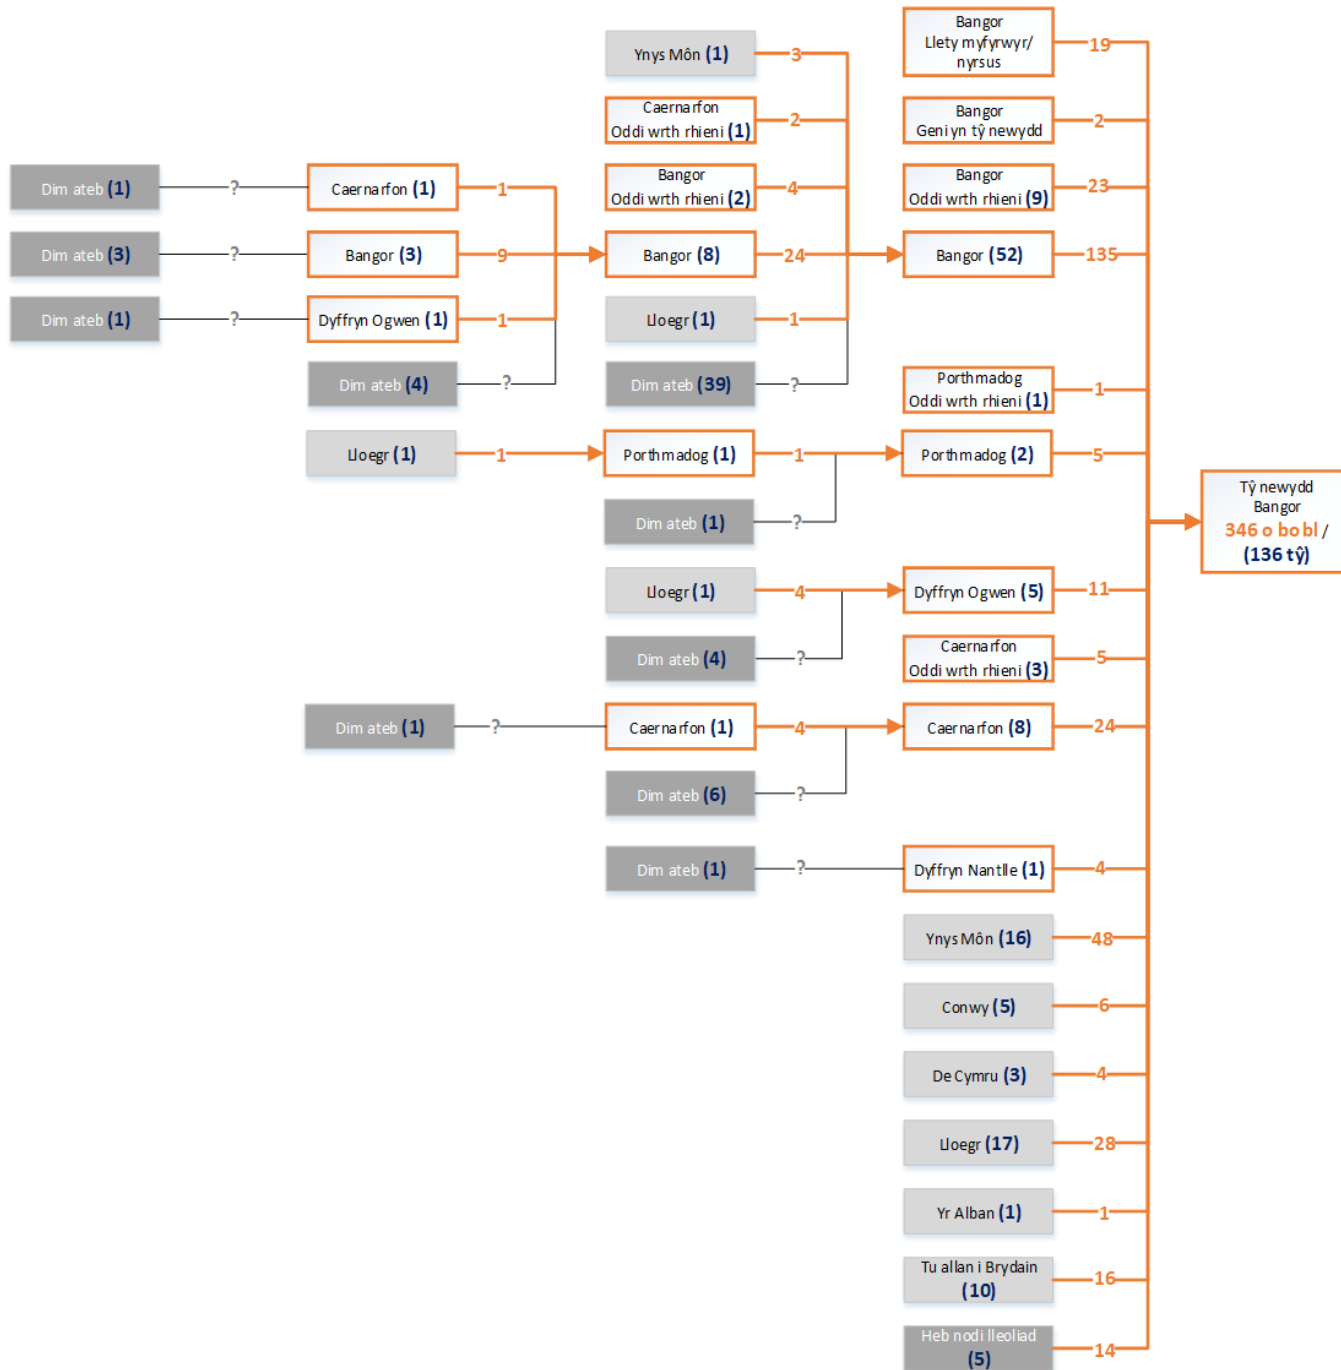 Bangor
Llety myfyrwyr/
nyrsus
19
Ynys Môn (1)
3
Caernarfon
Oddi wrth rhieni (1)
2
Bangor
Geni yn tŷ newydd
2
Dim ateb (1)
?
Caernarfon (1)
1
Bangor
Oddi wrth rhieni (2)
4
Bangor
Oddi wrth rhieni (9)
23
Dim ateb (3)
?
Bangor (3)
9
Bangor (8)
24
Bangor (52)
135
Dim ateb (1)
?
Dyffryn Ogwen (1)
1
Lloegr (1)
1
Dim ateb (4)
?
Dim ateb (39)
?
Porthmadog
Oddi wrth rhieni (1)
1
Lloegr (1)
1
Porthmadog (1)
1
Porthmadog (2)
5
Dim ateb (1)
?
Tŷ newydd
Bangor
346 o bobl /
(136 tŷ)
Lloegr (1)
4
Dyffryn Ogwen (5)
11
Dim ateb (4)
?
Caernarfon
Oddi wrth rhieni (3)
5
Dim ateb (1)
?
Caernarfon (1)
4
Caernarfon (8)
24
Dim ateb (6)
?
Dim ateb (1)
?
Dyffryn Nantlle (1)
4
Ynys Môn (16)
48
Conwy (5)
6
De Cymru (3)
4
Lloegr (17)
28
Yr Alban (1)
1
Tu allan i Brydain
(10)
16
Heb nodi lleoliad
(5)
14